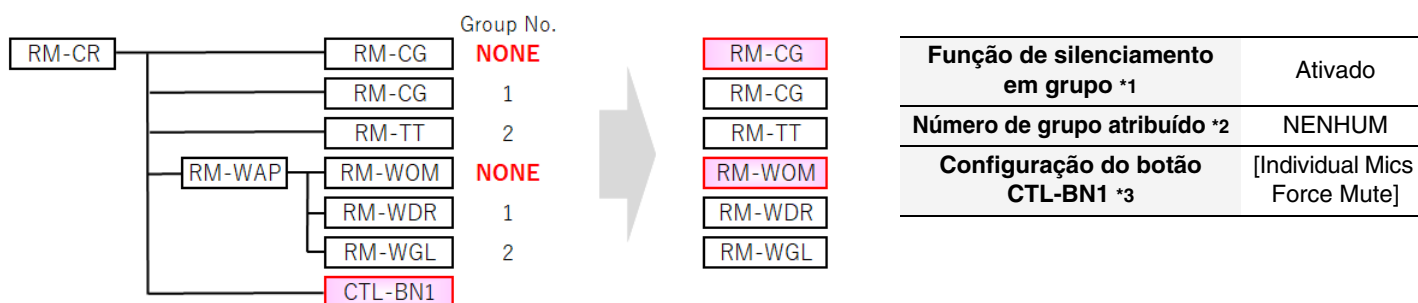 Group No.
RM-CR RM-CG NONE
RM-CG 1
RM-TT 2
RM-WAP RM-WOM NONE
RM-WDR 1
RM-WGL 2
CTL-BN1
RM-CG
RM-CG
RM-TT
RM-WOM
RM-WDR
RM-WGL
Função de silenciamento
em grupo *1
Ativado
Número de grupo atribuído *2 NENHUM
Configuração do botão
CTL-BN1 *3
[Individual Mics
Force Mute]